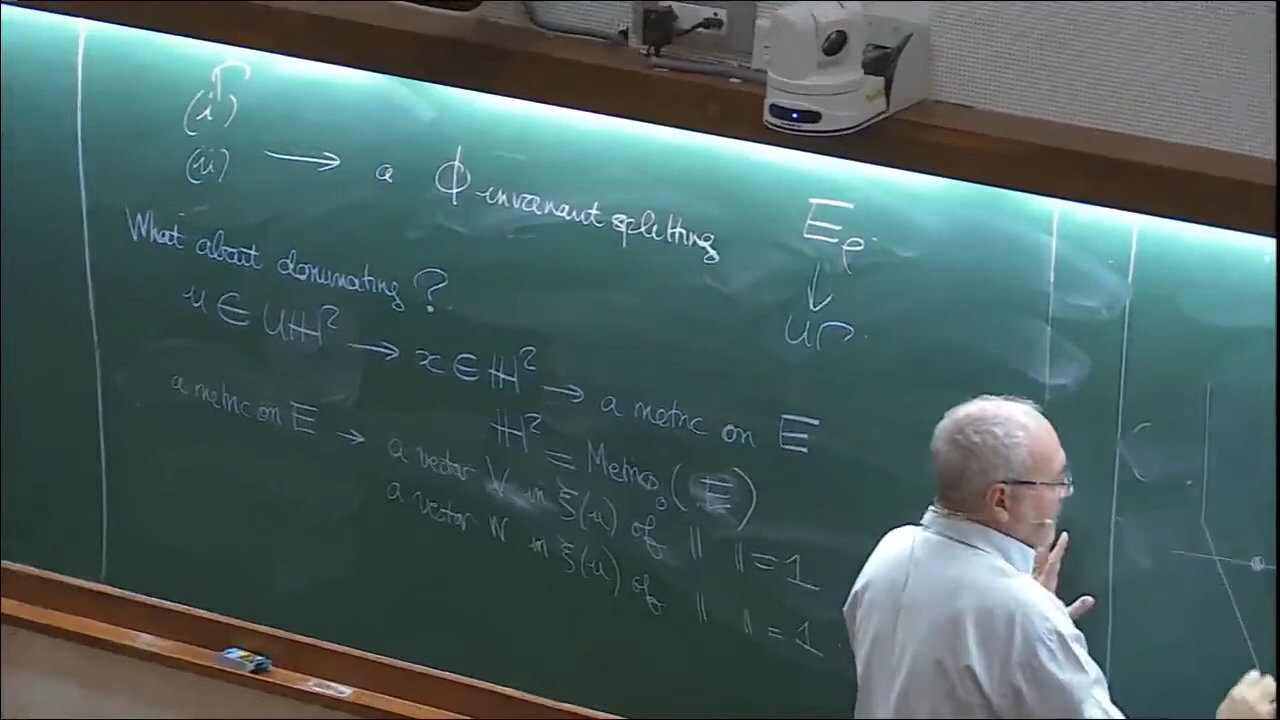 (i)
(ii) → a ϕ invariant splitting
E_ρ
↓
UΓ
What about dominating ?
u ∈ Uℍ² → x ∈ ℍ² → a metric on E
ℍ² = Metrics₀(E)
a metric on E → a vector V in ξ(u) of ‖ ‖ = 1
a vector W in ξ(u) of ‖ ‖ = 1